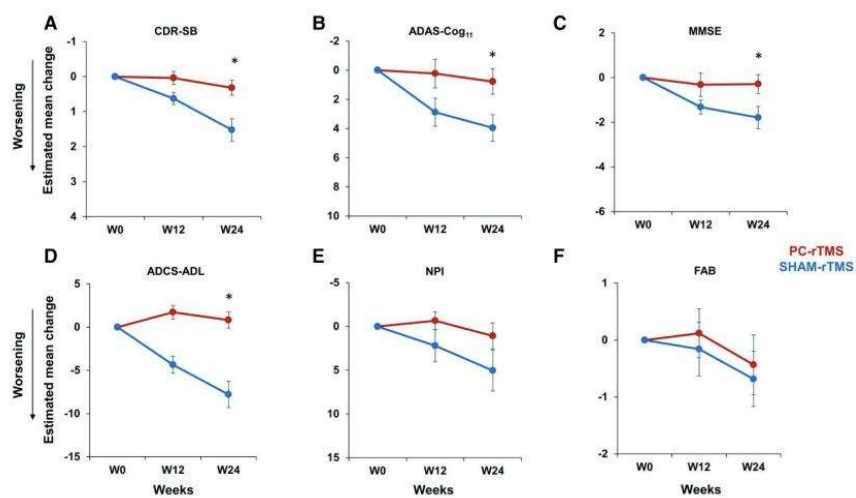 A
CDR-SB
-1
0
1
2
3
4
*
W0 W12 W24
B
ADAS-Cog11
-2
0
2
4
6
8
10
*
W0 W12 W24
C
MMSE
2
0
-2
-4
-6
*
W0 W12 W24
Worsening
Estimated mean change
PC-rTMS
SHAM-rTMS
D
ADCS-ADL
5
0
-5
-10
-15
*
W0 W12 W24
Weeks
E
NPI
-5
0
5
10
15
W0 W12 W24
Weeks
F
FAB
1
0
-1
-2
W0 W12 W24
Weeks
Worsening
Estimated mean change